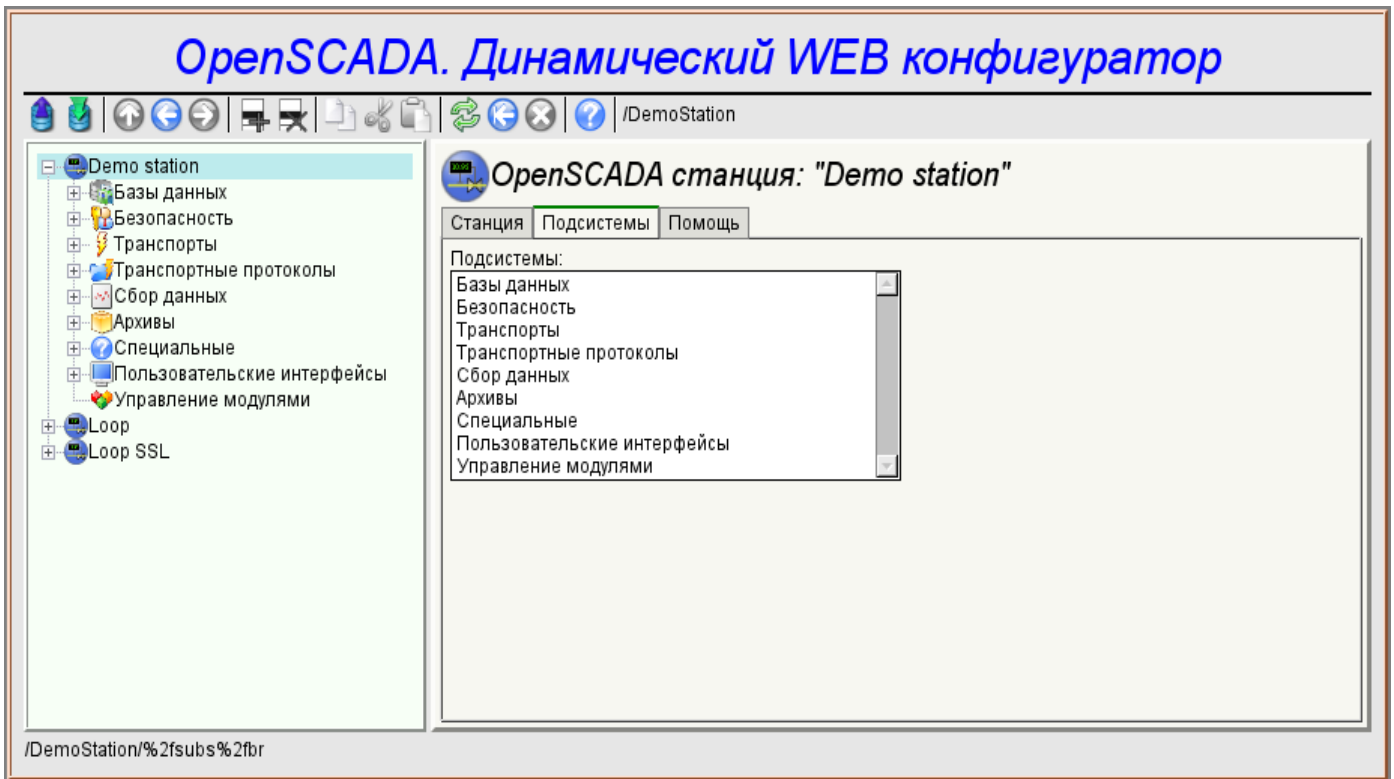 OpenSCADA. Динамический WEB конфигуратор
/DemoStation
Demo station
Базы данных
Безопасность
Транспорты
Транспортные протоколы
Сбор данных
Архивы
Специальные
Пользовательские интерфейсы
Управление модулями
Loop
Loop SSL
OpenSCADA станция: "Demo station"
Станция Подсистемы Помощь
Подсистемы:
Базы данных
Безопасность
Транспорты
Транспортные протоколы
Сбор данных
Архивы
Специальные
Пользовательские интерфейсы
Управление модулями
/DemoStation/%2fsubs%2fbr